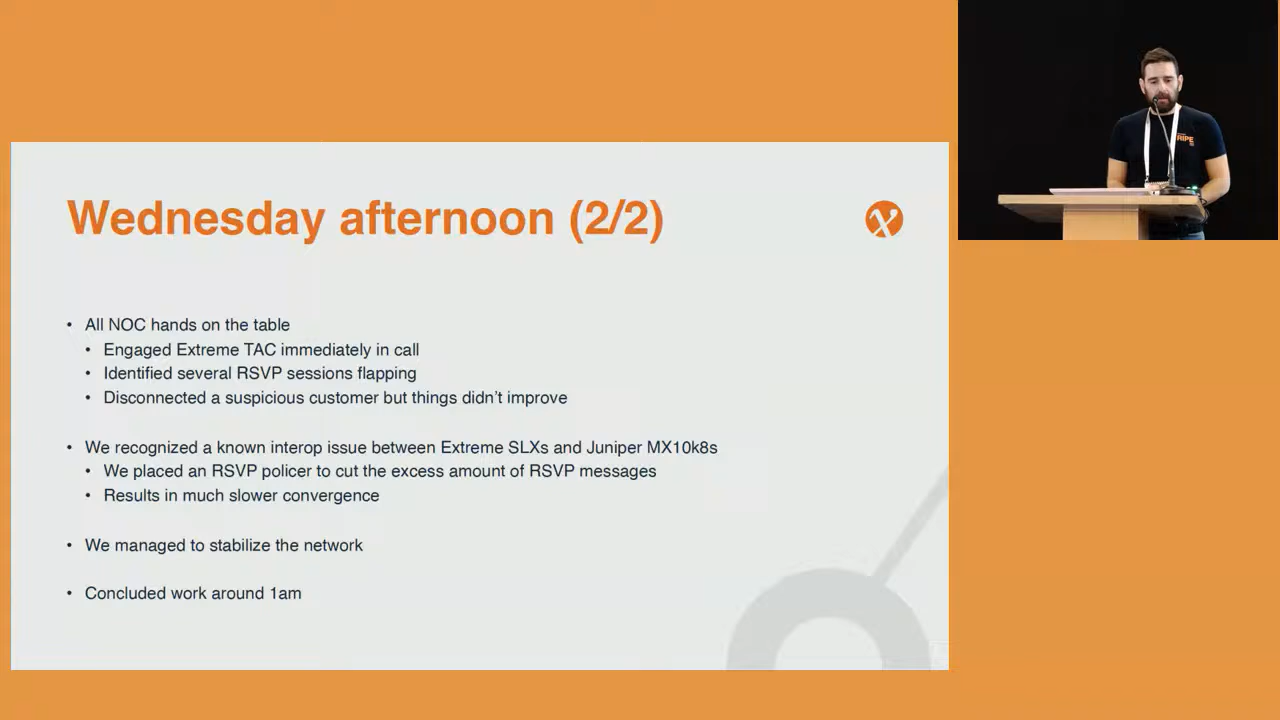 Wednesday afternoon (2/2)
• All NOC hands on the table
• Engaged Extreme TAC immediately in call
• Identified several RSVP sessions flapping
• Disconnected a suspicious customer but things didn't improve
• We recognized a known interop issue between Extreme SLXs and Juniper MX10k8s
• We placed an RSVP policer to cut the excess amount of RSVP messages
• Results in much slower convergence
• We managed to stabilize the network
• Concluded work around 1am
RIPE